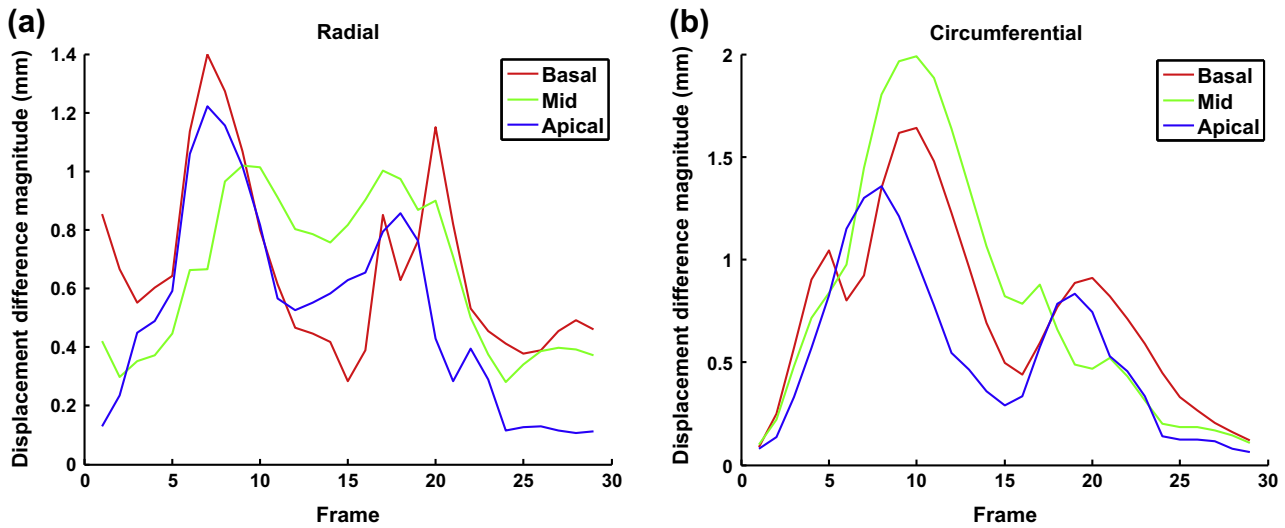 (a)
Radial
Displacement difference magnitude (mm)
1.4
1.2
1
0.8
0.6
0.4
0.2
0
0 5 10 15 20 25 30
Frame
Basal
Mid
Apical
(b)
Circumferential
Displacement difference magnitude (mm)
2
1.5
1
0.5
0
0 5 10 15 20 25 30
Frame
Basal
Mid
Apical